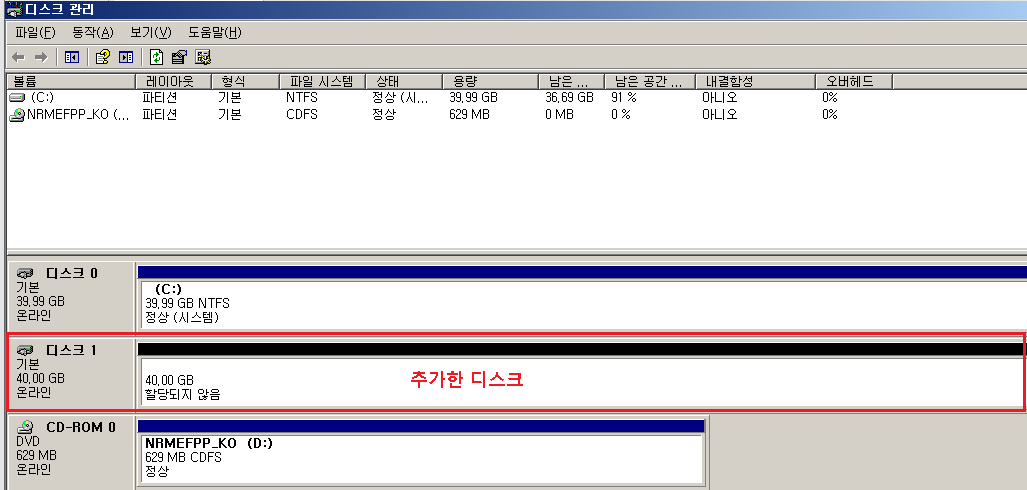 디스크 관리
파일(F) 동작(A) 보기(V) 도움말(H)
볼륨 레이아웃 형식 파일 시스템 상태 용량 남은 ... 남은 공간 ... 내결함성 오버헤드
(C:) 파티션 기본 NTFS 정상 (시... 39,99 GB 36,69 GB 91 % 아니오 0%
NRMEFPP_KO (... 파티션 기본 CDFS 정상 629 MB 0 MB 0 % 아니오 0%
디스크 0
기본
39,99 GB
온라인
(C:)
39,99 GB NTFS
정상 (시스템)
디스크 1
기본
40,00 GB
온라인
40,00 GB
할당되지 않음
추가한 디스크
CD-ROM 0
DVD
629 MB
온라인
NRMEFPP_KO (D:)
629 MB CDFS
정상